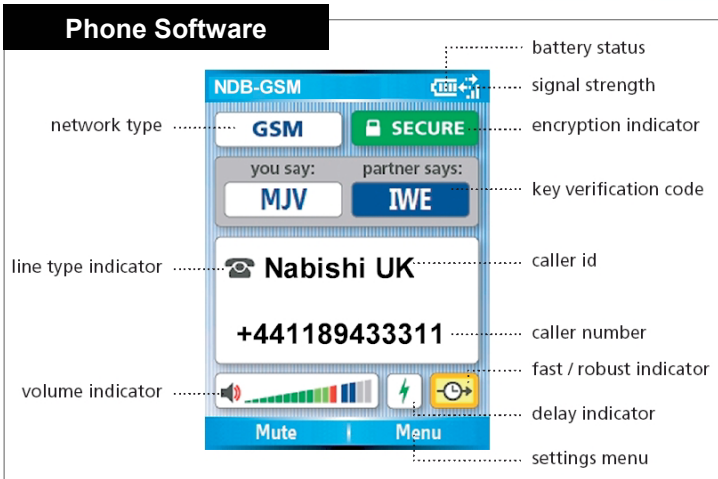 Phone Software
battery status
NDB-GSM
signal strength
network type
GSM
SECURE
encryption indicator
you say:
partner says:
MJV
IWE
key verification code
line type indicator
Nabishi UK
caller id
+441189433311
caller number
fast / robust indicator
volume indicator
delay indicator
Mute
Menu
settings menu